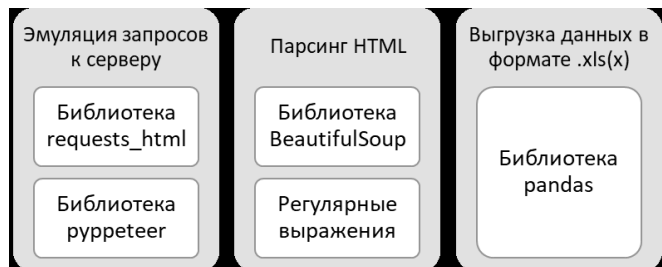 Эмуляция запросов
к серверу
Библиотека
requests_html
Библиотека
pyppeteer
Парсинг HTML
Библиотека
BeautifulSoup
Регулярные
выражения
Выгрузка данных в
формате .xls(x)
Библиотека
pandas